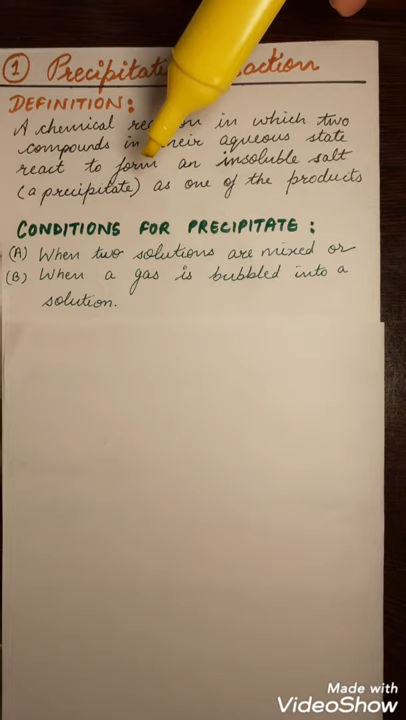 ① Precipitate
DEFINITION:
A chemical in which two
compounds in their aqueous state
react to form an insoluble salt
(a precipitate) as one of the products
CONDITIONS FOR PRECIPITATE:
(A) When two solutions are mixed or
(B) When a gas is bubbled into a
solution.
Made with
VideoShow